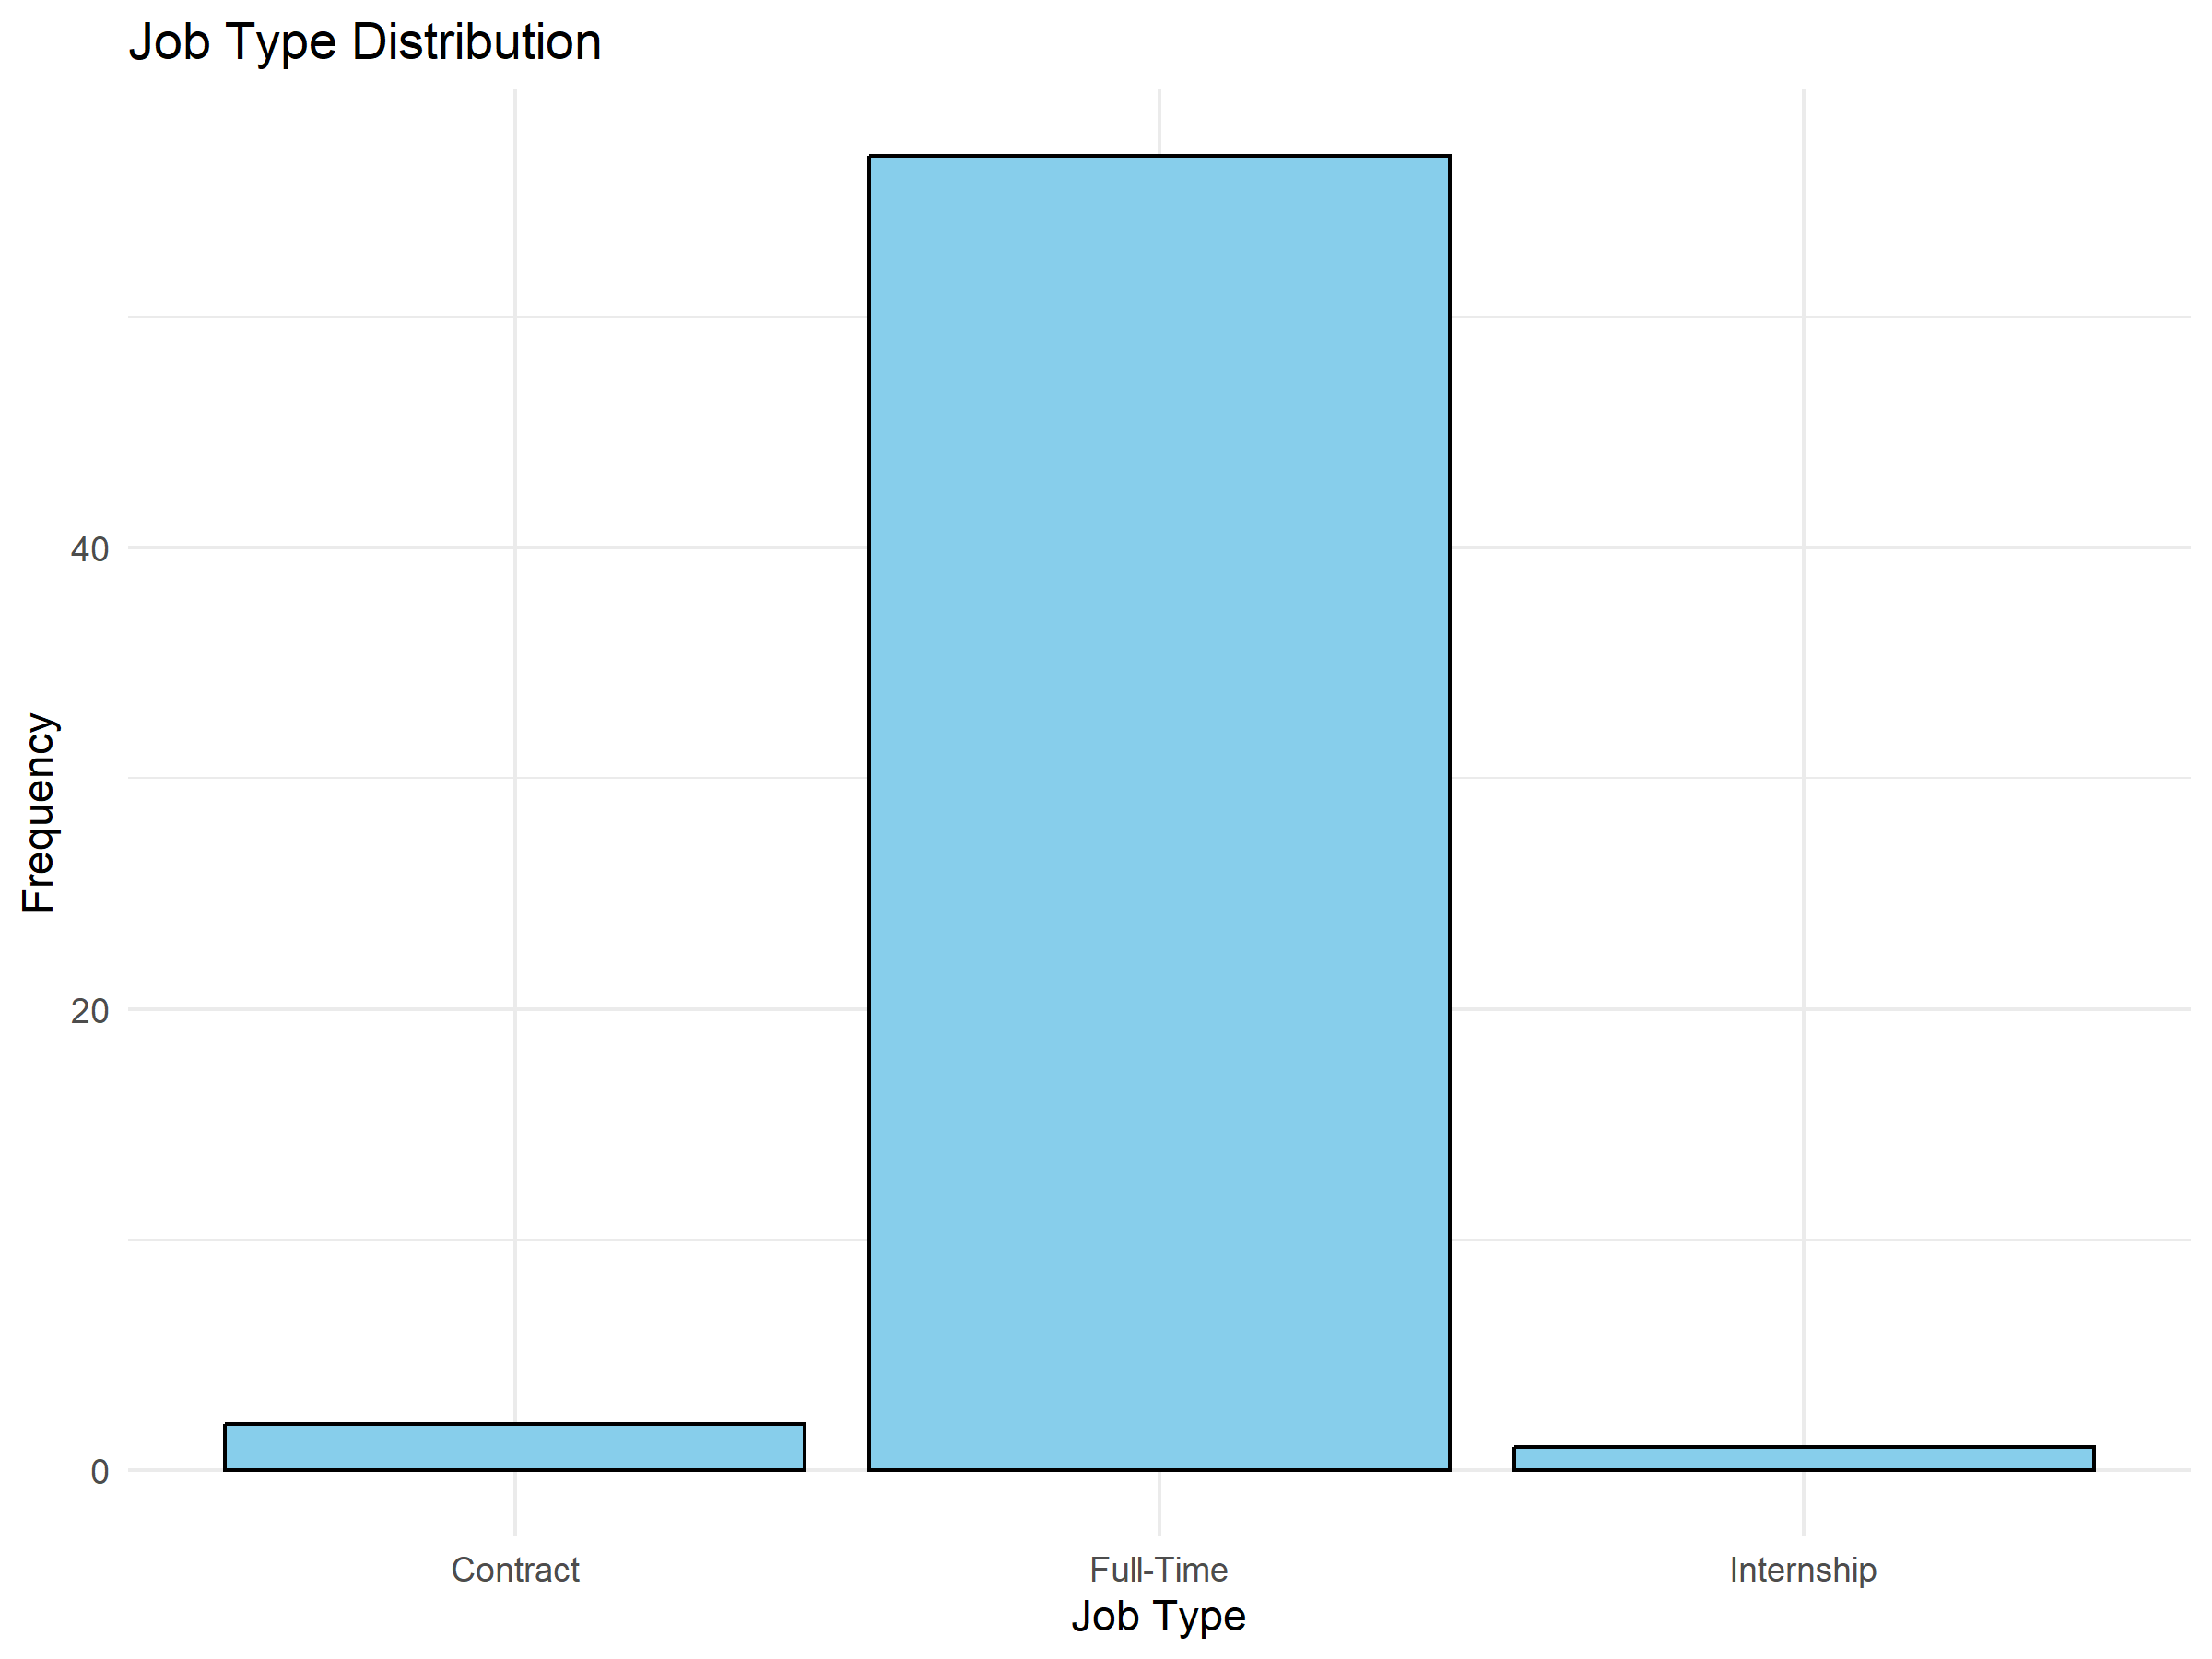 Job Type Distribution
Frequency
40
20
0
Contract
Full-Time
Internship
Job Type